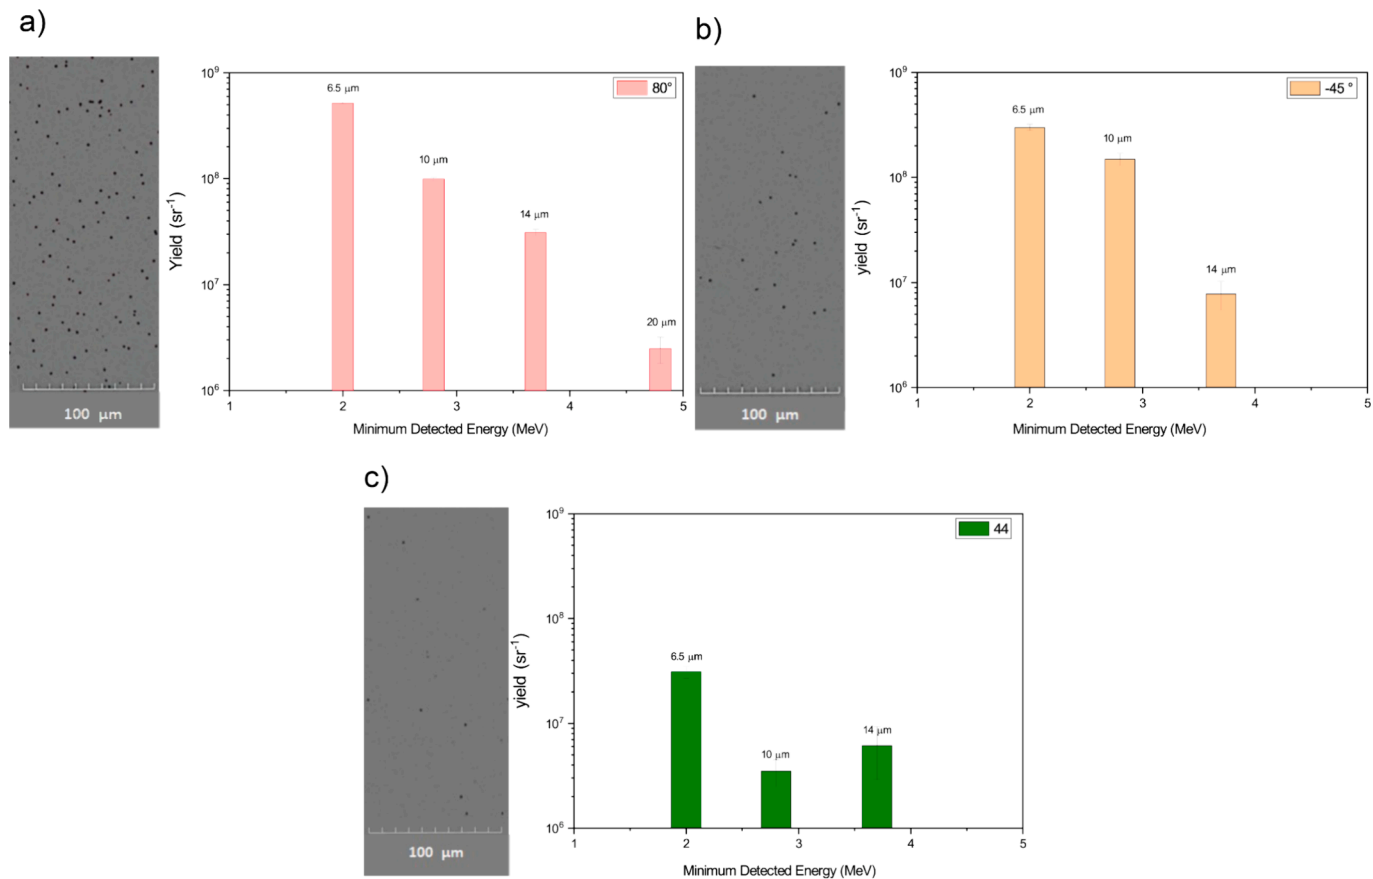 a)
100 µm
Yield (sr⁻¹)
10⁹
10⁸
10⁷
10⁶
6.5 µm
10 µm
14 µm
20 µm
80°
1 2 3 4 5
Minimum Detected Energy (MeV)
b)
100 µm
yield (sr⁻¹)
10⁹
10⁸
10⁷
10⁶
6.5 µm
10 µm
14 µm
-45 °
1 2 3 4 5
Minimum Detected Energy (MeV)
c)
100 µm
yield (sr⁻¹)
10⁹
10⁸
10⁷
10⁶
6.5 µm
10 µm
14 µm
44
1 2 3 4 5
Minimum Detected Energy (MeV)